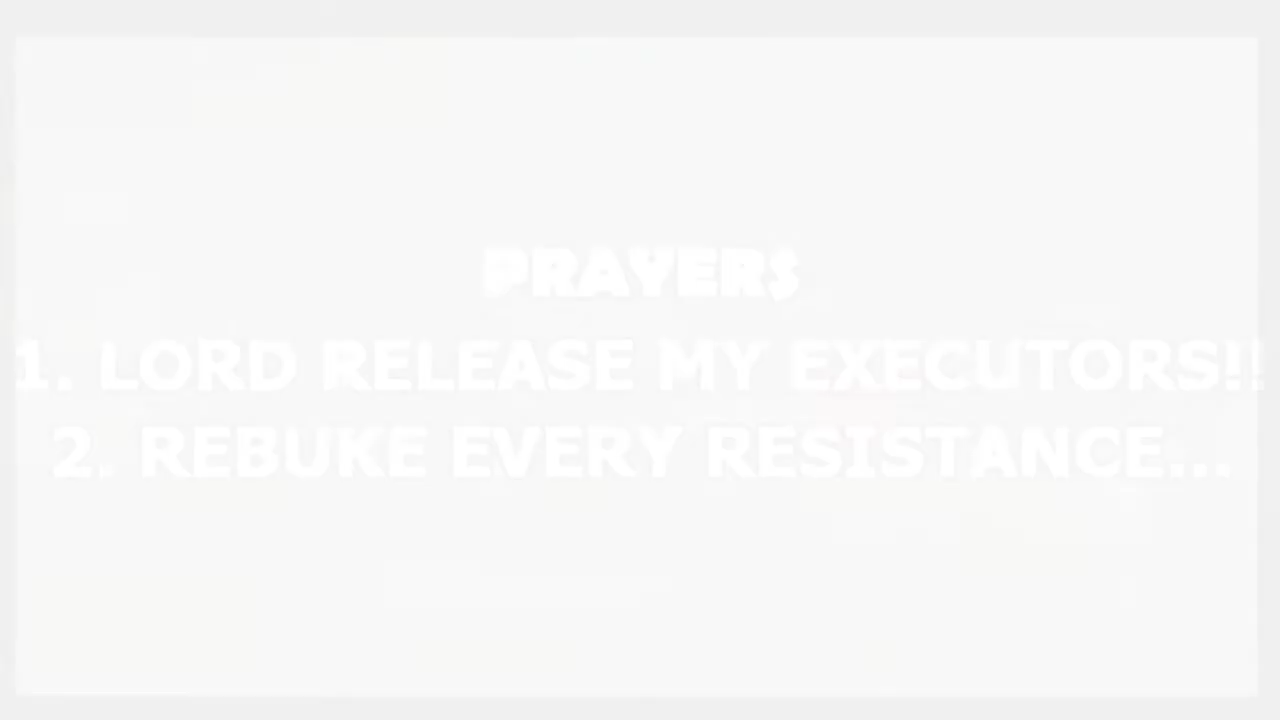 PRAYERS
1. LORD RELEASE MY EXECUTORS!!
2. REBUKE EVERY RESISTANCE...